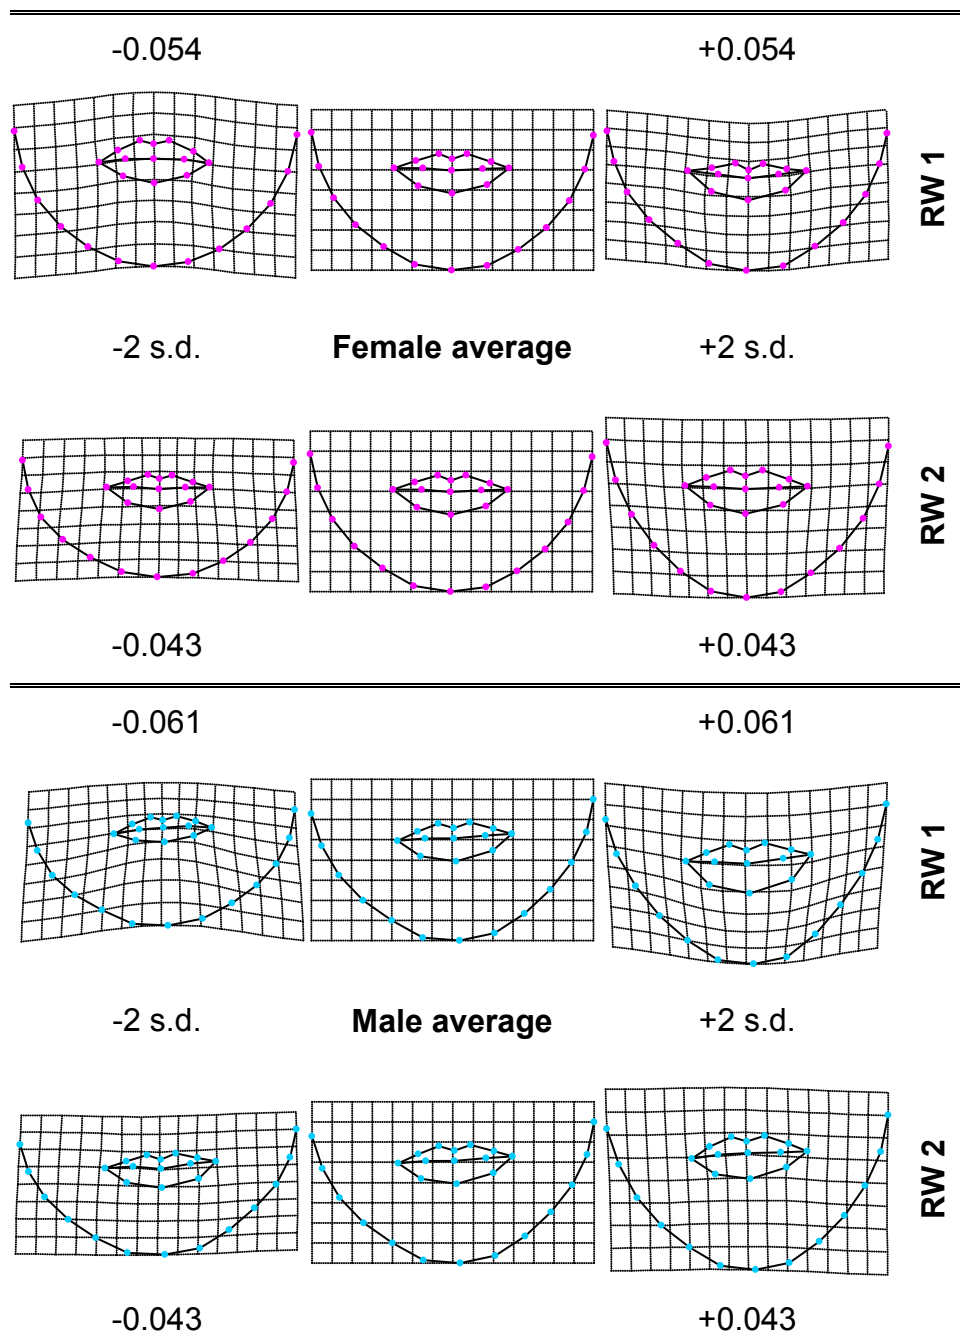 -0.054 +0.054
RW 1
-2 s.d. Female average +2 s.d.
RW 2
-0.043 +0.043
-0.061 +0.061
RW 1
-2 s.d. Male average +2 s.d.
RW 2
-0.043 +0.043